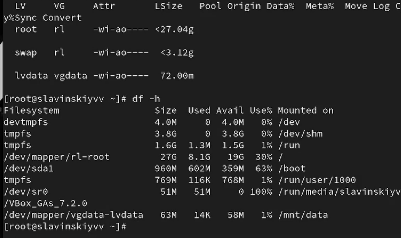 LV VG Attr LSize Pool Origin Data% Meta% Move Log C
y%Sync Convert
root rl -wi-ao---- <27.04g
swap rl -wi-ao---- <3.12g
lvdata vgdata -wi-ao---- 72.00m
[root@slavinskiyvv ~]# df -h
Filesystem Size Used Avail Use% Mounted on
devtmpfs 4.0M 0 4.0M 0% /dev
tmpfs 3.8G 0 3.8G 0% /dev/shm
tmpfs 1.6G 1.3M 1.5G 1% /run
/dev/mapper/rl-root 27G 8.1G 19G 30% /
/dev/sda1 960M 602M 359M 63% /boot
tmpfs 769M 116K 768M 1% /run/user/1000
/dev/sr0 51M 51M 0 100% /run/media/slavinskiyv
/VBox_GAs_7.2.0
/dev/mapper/vgdata-lvdata 63M 14K 58M 1% /mnt/data
[root@slavinskiyvv ~]#